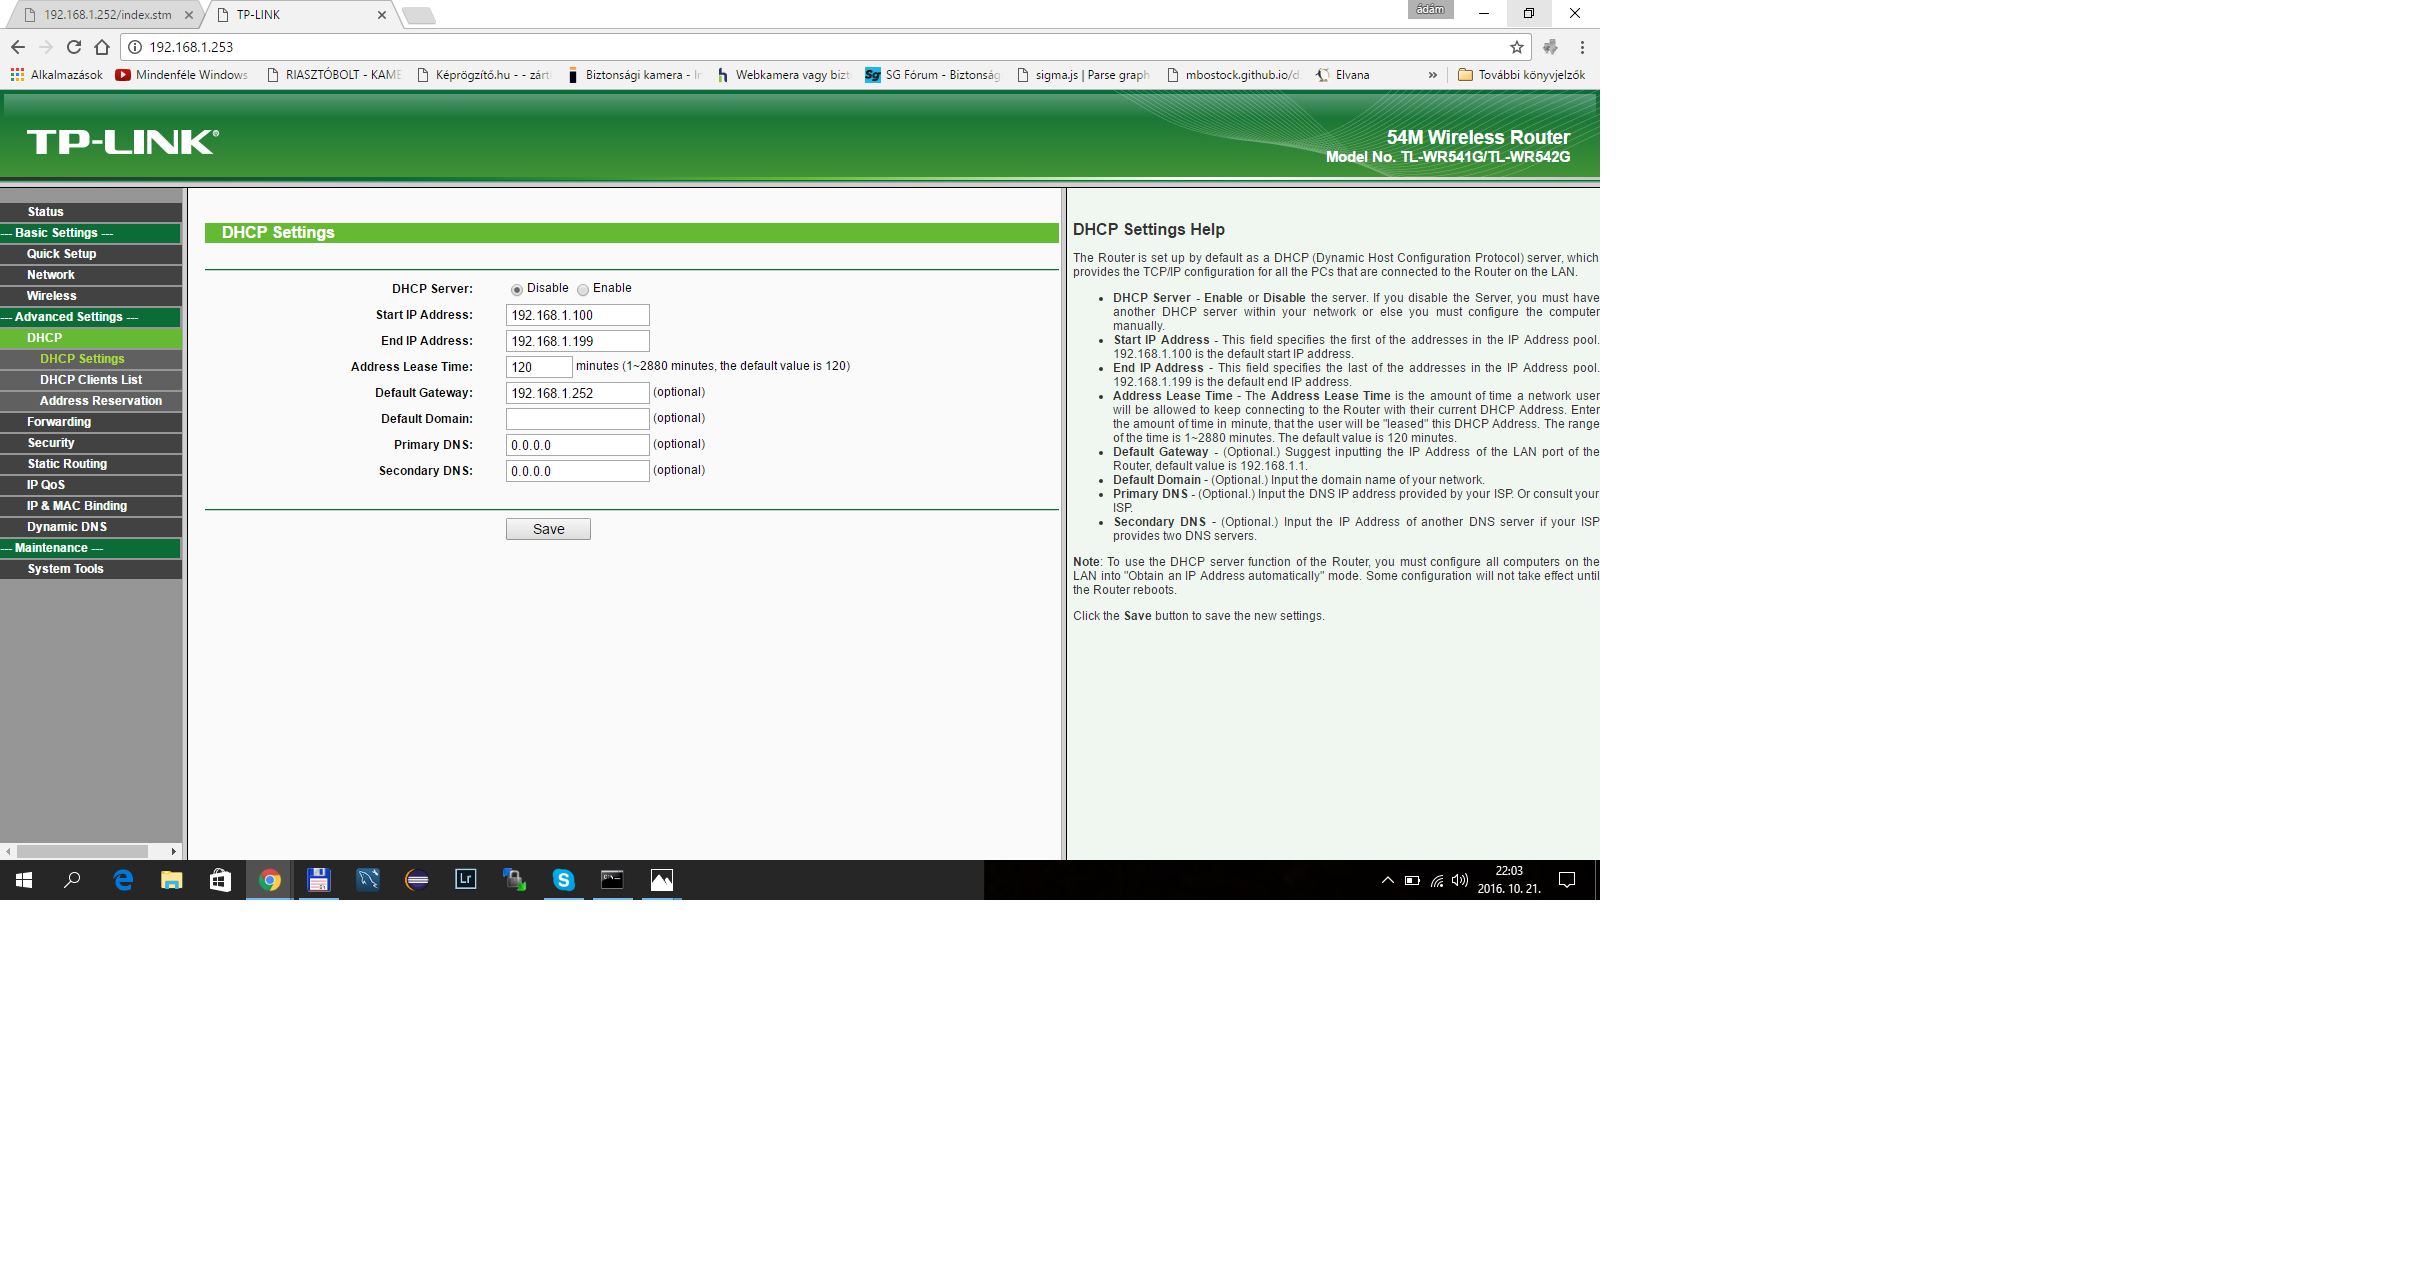 192.168.1.252/index.stm
TP-LINK
ádám
192.168.1.253
Alkalmazások
Mindenféle Windows
RIASZTÓBOLT - KAME
Képrögzítő.hu - - zárt
Biztonsági kamera - Ir
Webkamera vagy bizt
SG Fórum - Biztonság
sigma.js | Parse graph
mbostock.github.io/d
Elvana
»
További könyvjelzők
TP-LINK®
54M Wireless Router
Model No. TL-WR541G/TL-WR542G
Status
--- Basic Settings ---
Quick Setup
Network
Wireless
--- Advanced Settings ---
DHCP
DHCP Settings
DHCP Clients List
Address Reservation
Forwarding
Security
Static Routing
IP QoS
IP & MAC Binding
Dynamic DNS
--- Maintenance ---
System Tools
DHCP Settings
DHCP Server: Disable Enable
Start IP Address: 192.168.1.100
End IP Address: 192.168.1.199
Address Lease Time: 120 minutes (1~2880 minutes, the default value is 120)
Default Gateway: 192.168.1.252 (optional)
Default Domain: (optional)
Primary DNS: 0.0.0.0 (optional)
Secondary DNS: 0.0.0.0 (optional)
Save
DHCP Settings Help
The Router is set up by default as a DHCP (Dynamic Host Configuration Protocol) server, which
provides the TCP/IP configuration for all the PCs that are connected to the Router on the LAN.
• DHCP Server - Enable or Disable the server. If you disable the Server, you must have
another DHCP server within your network or else you must configure the computer
manually.
• Start IP Address - This field specifies the first of the addresses in the IP Address pool.
192.168.1.100 is the default start IP address.
• End IP Address - This field specifies the last of the addresses in the IP Address pool.
192.168.1.199 is the default end IP address.
• Address Lease Time - The Address Lease Time is the amount of time a network user
will be allowed to keep connecting to the Router with their current DHCP Address. Enter
the amount of time in minute, that the user will be "leased" this DHCP Address. The range
of the time is 1~2880 minutes. The default value is 120 minutes.
• Default Gateway - (Optional.) Suggest inputting the IP Address of the LAN port of the
Router, default value is 192.168.1.1.
• Default Domain - (Optional.) Input the domain name of your network.
• Primary DNS - (Optional.) Input the DNS IP address provided by your ISP. Or consult your
ISP.
• Secondary DNS - (Optional.) Input the IP Address of another DNS server if your ISP
provides two DNS servers.
Note: To use the DHCP server function of the Router, you must configure all computers on the
LAN into "Obtain an IP Address automatically" mode. Some configuration will not take effect until
the Router reboots.
Click the Save button to save the new settings.
Lr
22:03
2016. 10. 21.